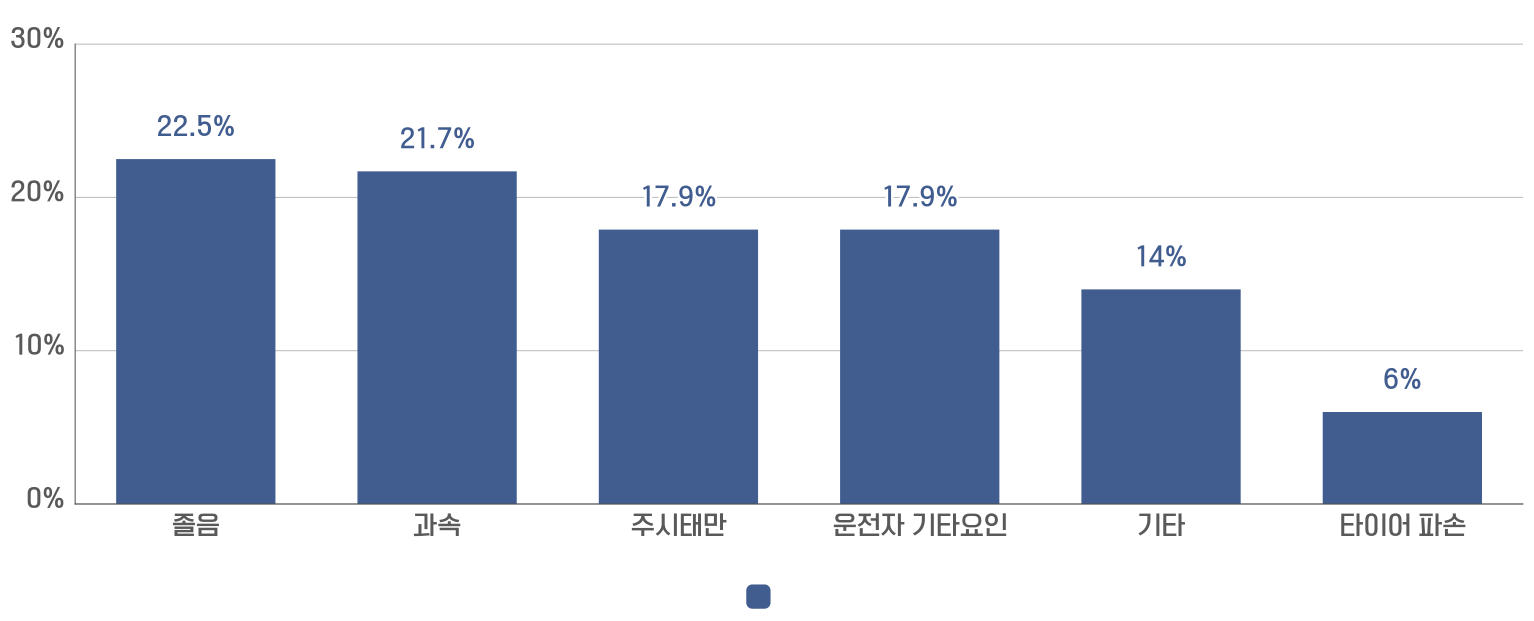 30%
22.5%
21.7%
20%
17.9%
17.9%
14%
10%
6%
0%
졸음
과속
주시태만
운전자 기타요인
기타
타이어 파손